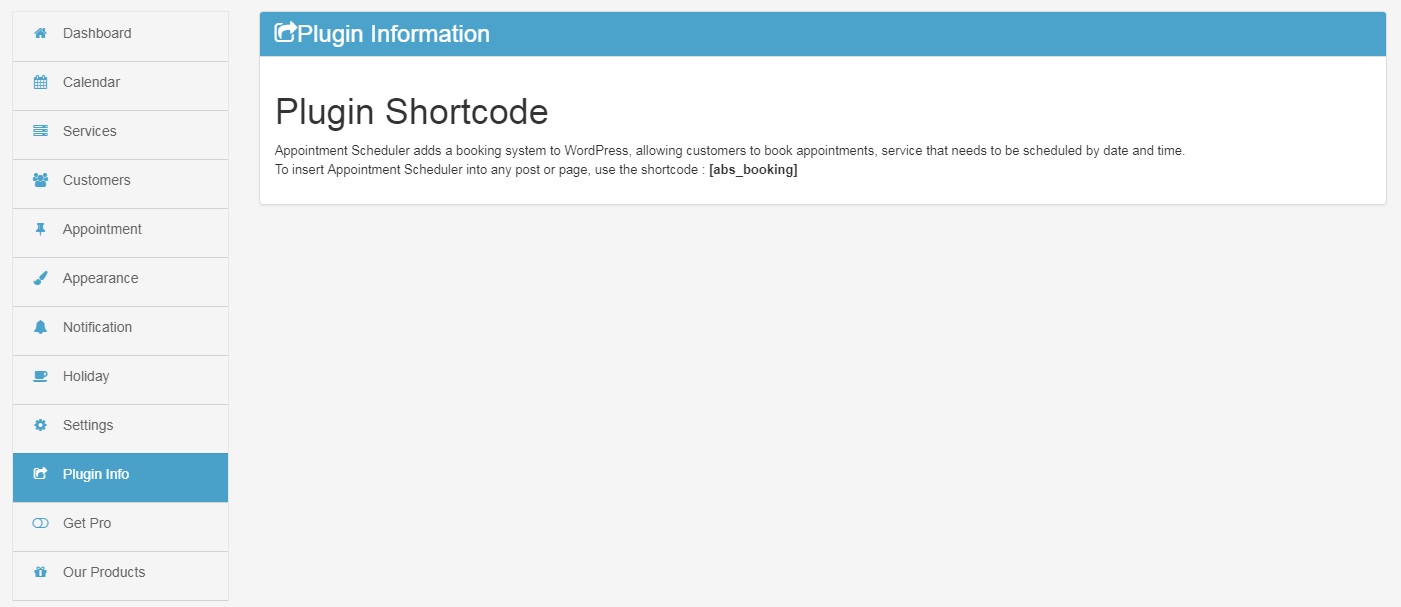 Dashboard
Calendar
Services
Customers
Appointment
Appearance
Notification
Holiday
Settings
Plugin Info
Get Pro
Our Products
Plugin Information
Plugin Shortcode
Appointment Scheduler adds a booking system to WordPress, allowing customers to book appointments, service that needs to be scheduled by date and time.
To insert Appointment Scheduler into any post or page, use the shortcode : [abs_booking]